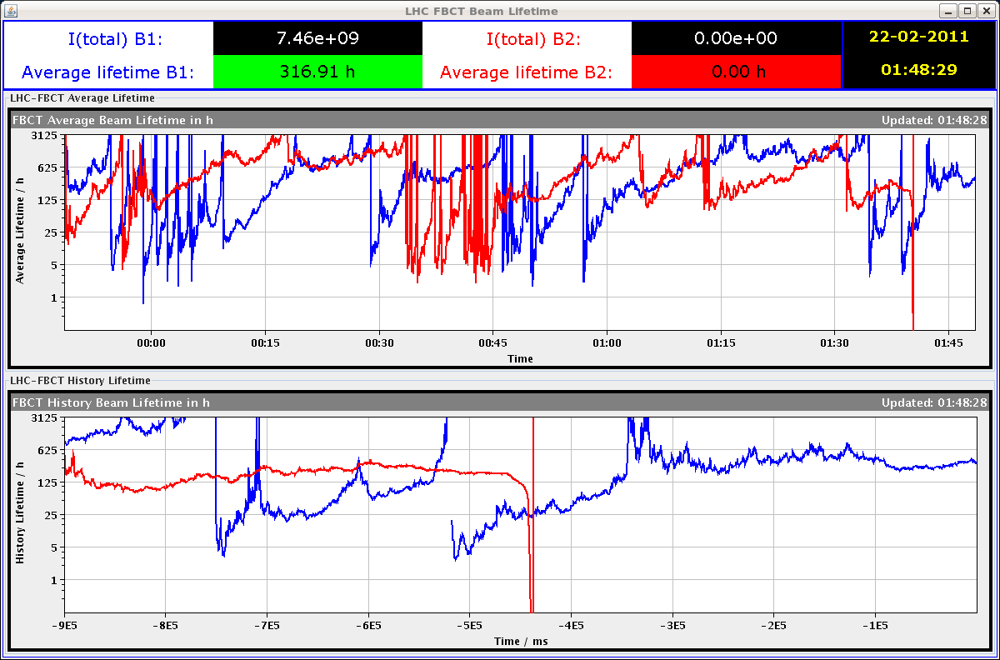 LHC FBCT Beam Lifetime
I(total) B1: 7.46e+09 I(total) B2: 0.00e+00 22-02-2011
Average lifetime B1: 316.91 h Average lifetime B2: 0.00 h 01:48:29
LHC-FBCT Average Lifetime
FBCT Average Beam Lifetime in h Updated: 01:48:28
3125
625
125
25
5
1
Average Lifetime / h
00:00 00:15 00:30 00:45 01:00 01:15 01:30 01:45
Time
LHC-FBCT History Lifetime
FBCT History Beam Lifetime in h Updated: 01:48:28
3125
625
125
25
5
1
History Lifetime / h
-9E5 -8E5 -7E5 -6E5 -5E5 -4E5 -3E5 -2E5 -1E5
Time / ms